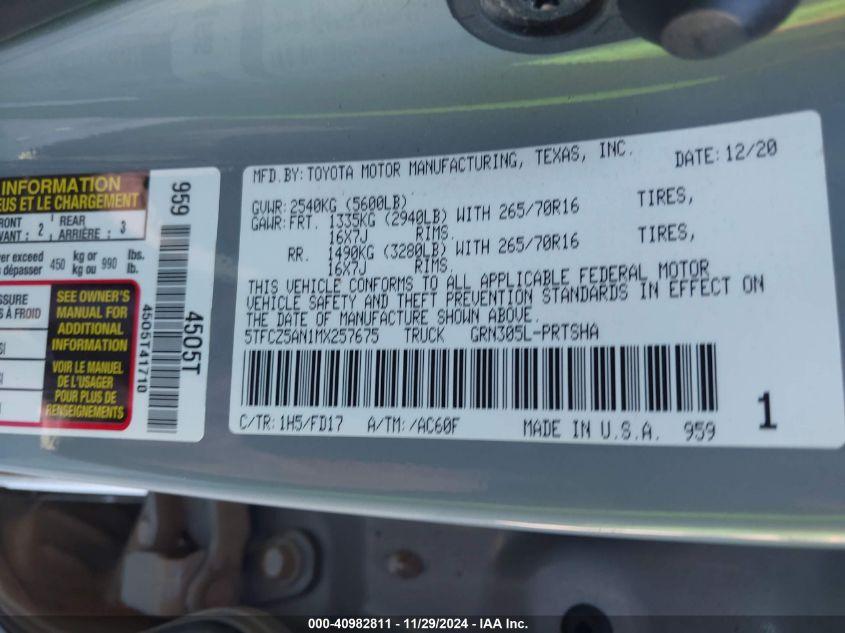 INFORMATION
EUS ET LE CHARGEMENT
FRONT
AVANT: 2
REAR
ARRIÈRE: 3
ver exceed
dépasser
450
kg or
kg ou
990
lbs.
lb.
SSURE
À FROID
SEE OWNER'S
MANUAL FOR
ADDITIONAL
INFORMATION
VOIR LE MANUEL
DE L'USAGER
POUR PLUS DE
RENSEIGNEMENTS
959
4505T
4505T41710
MFD.BY: TOYOTA MOTOR MANUFACTURING, TEXAS, INC. DATE: 12/20
GVWR: 2540KG (5600LB)
GAWR: FRT. 1335KG (2940LB) WITH 265/70R16 TIRES,
16X7J RIMS.
RR. 1490KG (3280LB) WITH 265/70R16 TIRES,
16X7J RIMS.
THIS VEHICLE CONFORMS TO ALL APPLICABLE FEDERAL MOTOR
VEHICLE SAFETY AND THEFT PREVENTION STANDARDS IN EFFECT ON
THE DATE OF MANUFACTURE SHOWN ABOVE.
5TFCZ5AN1MX257675 TRUCK GRN305L-PRTSHA
C/TR: 1H5/FD17 A/TM: /AC60F MADE IN U.S.A. 959
1
000-40982811 - 11/29/2024 - IAA Inc.